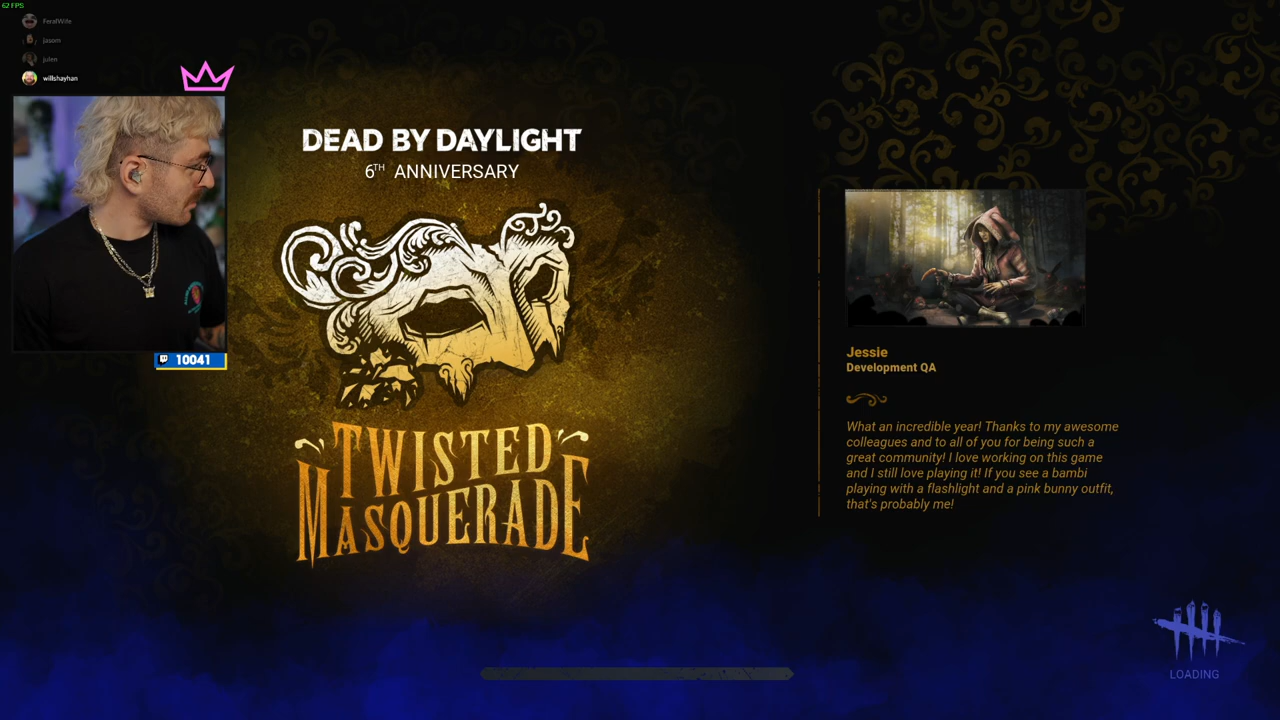 62 FPS
FeralWife
jasom
julen
willshayhan
10041
DEAD BY DAYLIGHT
6TH ANNIVERSARY
TWISTED
MASQUERADE
Jessie
Development QA
What an incredible year! Thanks to my awesome
colleagues and to all of you for being such a
great community! I love working on this game
and I still love playing it! If you see a bambi
playing with a flashlight and a pink bunny outfit,
that's probably me!
LOADING